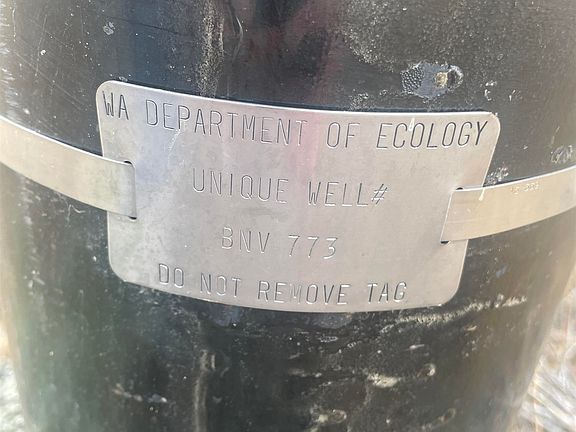 WA DEPARTMENT OF ECOLOGY
UNIQUE WELL#
BNV 773
DO NOT REMOVE TAG